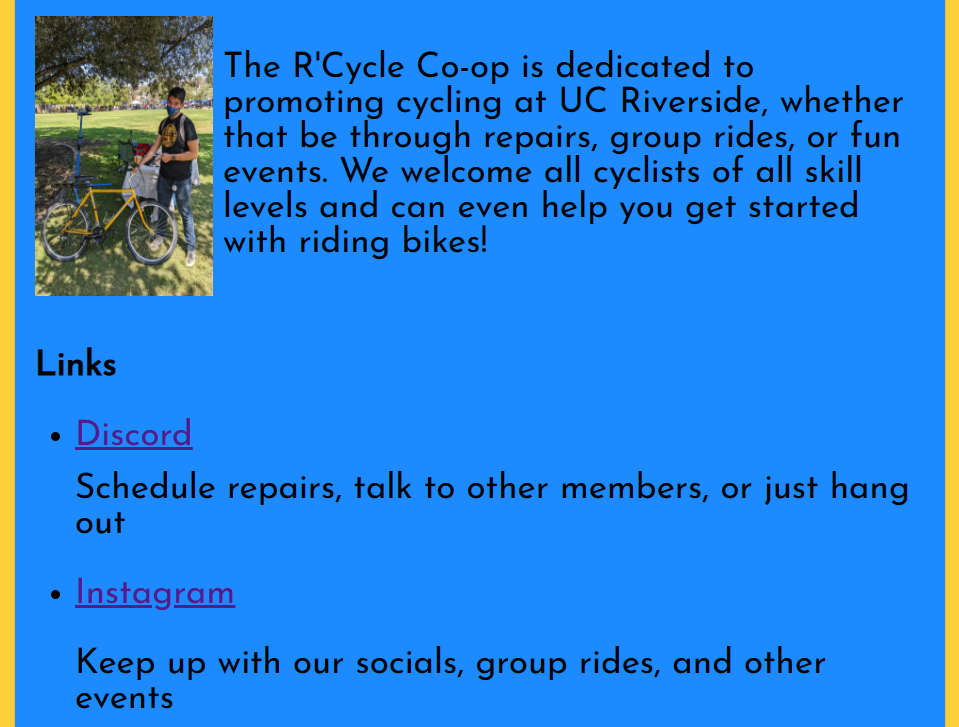 The R'Cycle Co-op is dedicated to
promoting cycling at UC Riverside, whether
that be through repairs, group rides, or fun
events. We welcome all cyclists of all skill
levels and can even help you get started
with riding bikes!
Links
Discord
Schedule repairs, talk to other members, or just hang
out
Instagram
Keep up with our socials, group rides, and other
events